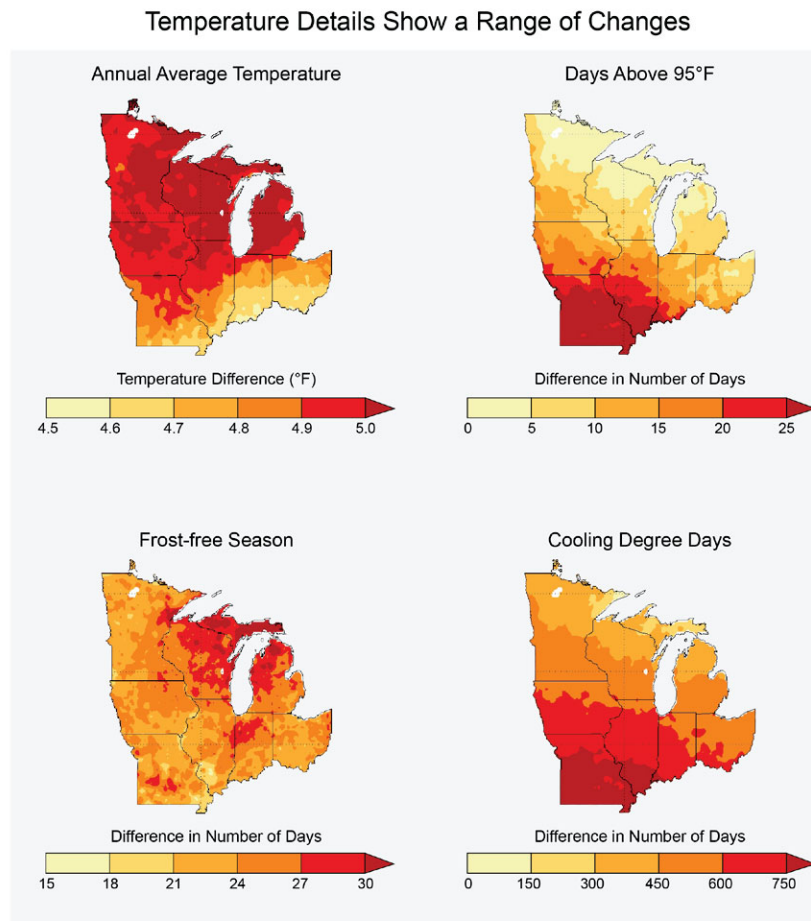 Temperature Details Show a Range of Changes
Annual Average Temperature
Days Above 95°F
Temperature Difference (°F)
4.5 4.6 4.7 4.8 4.9 5.0
Difference in Number of Days
0 5 10 15 20 25
Frost-free Season
Cooling Degree Days
Difference in Number of Days
15 18 21 24 27 30
Difference in Number of Days
0 150 300 450 600 750